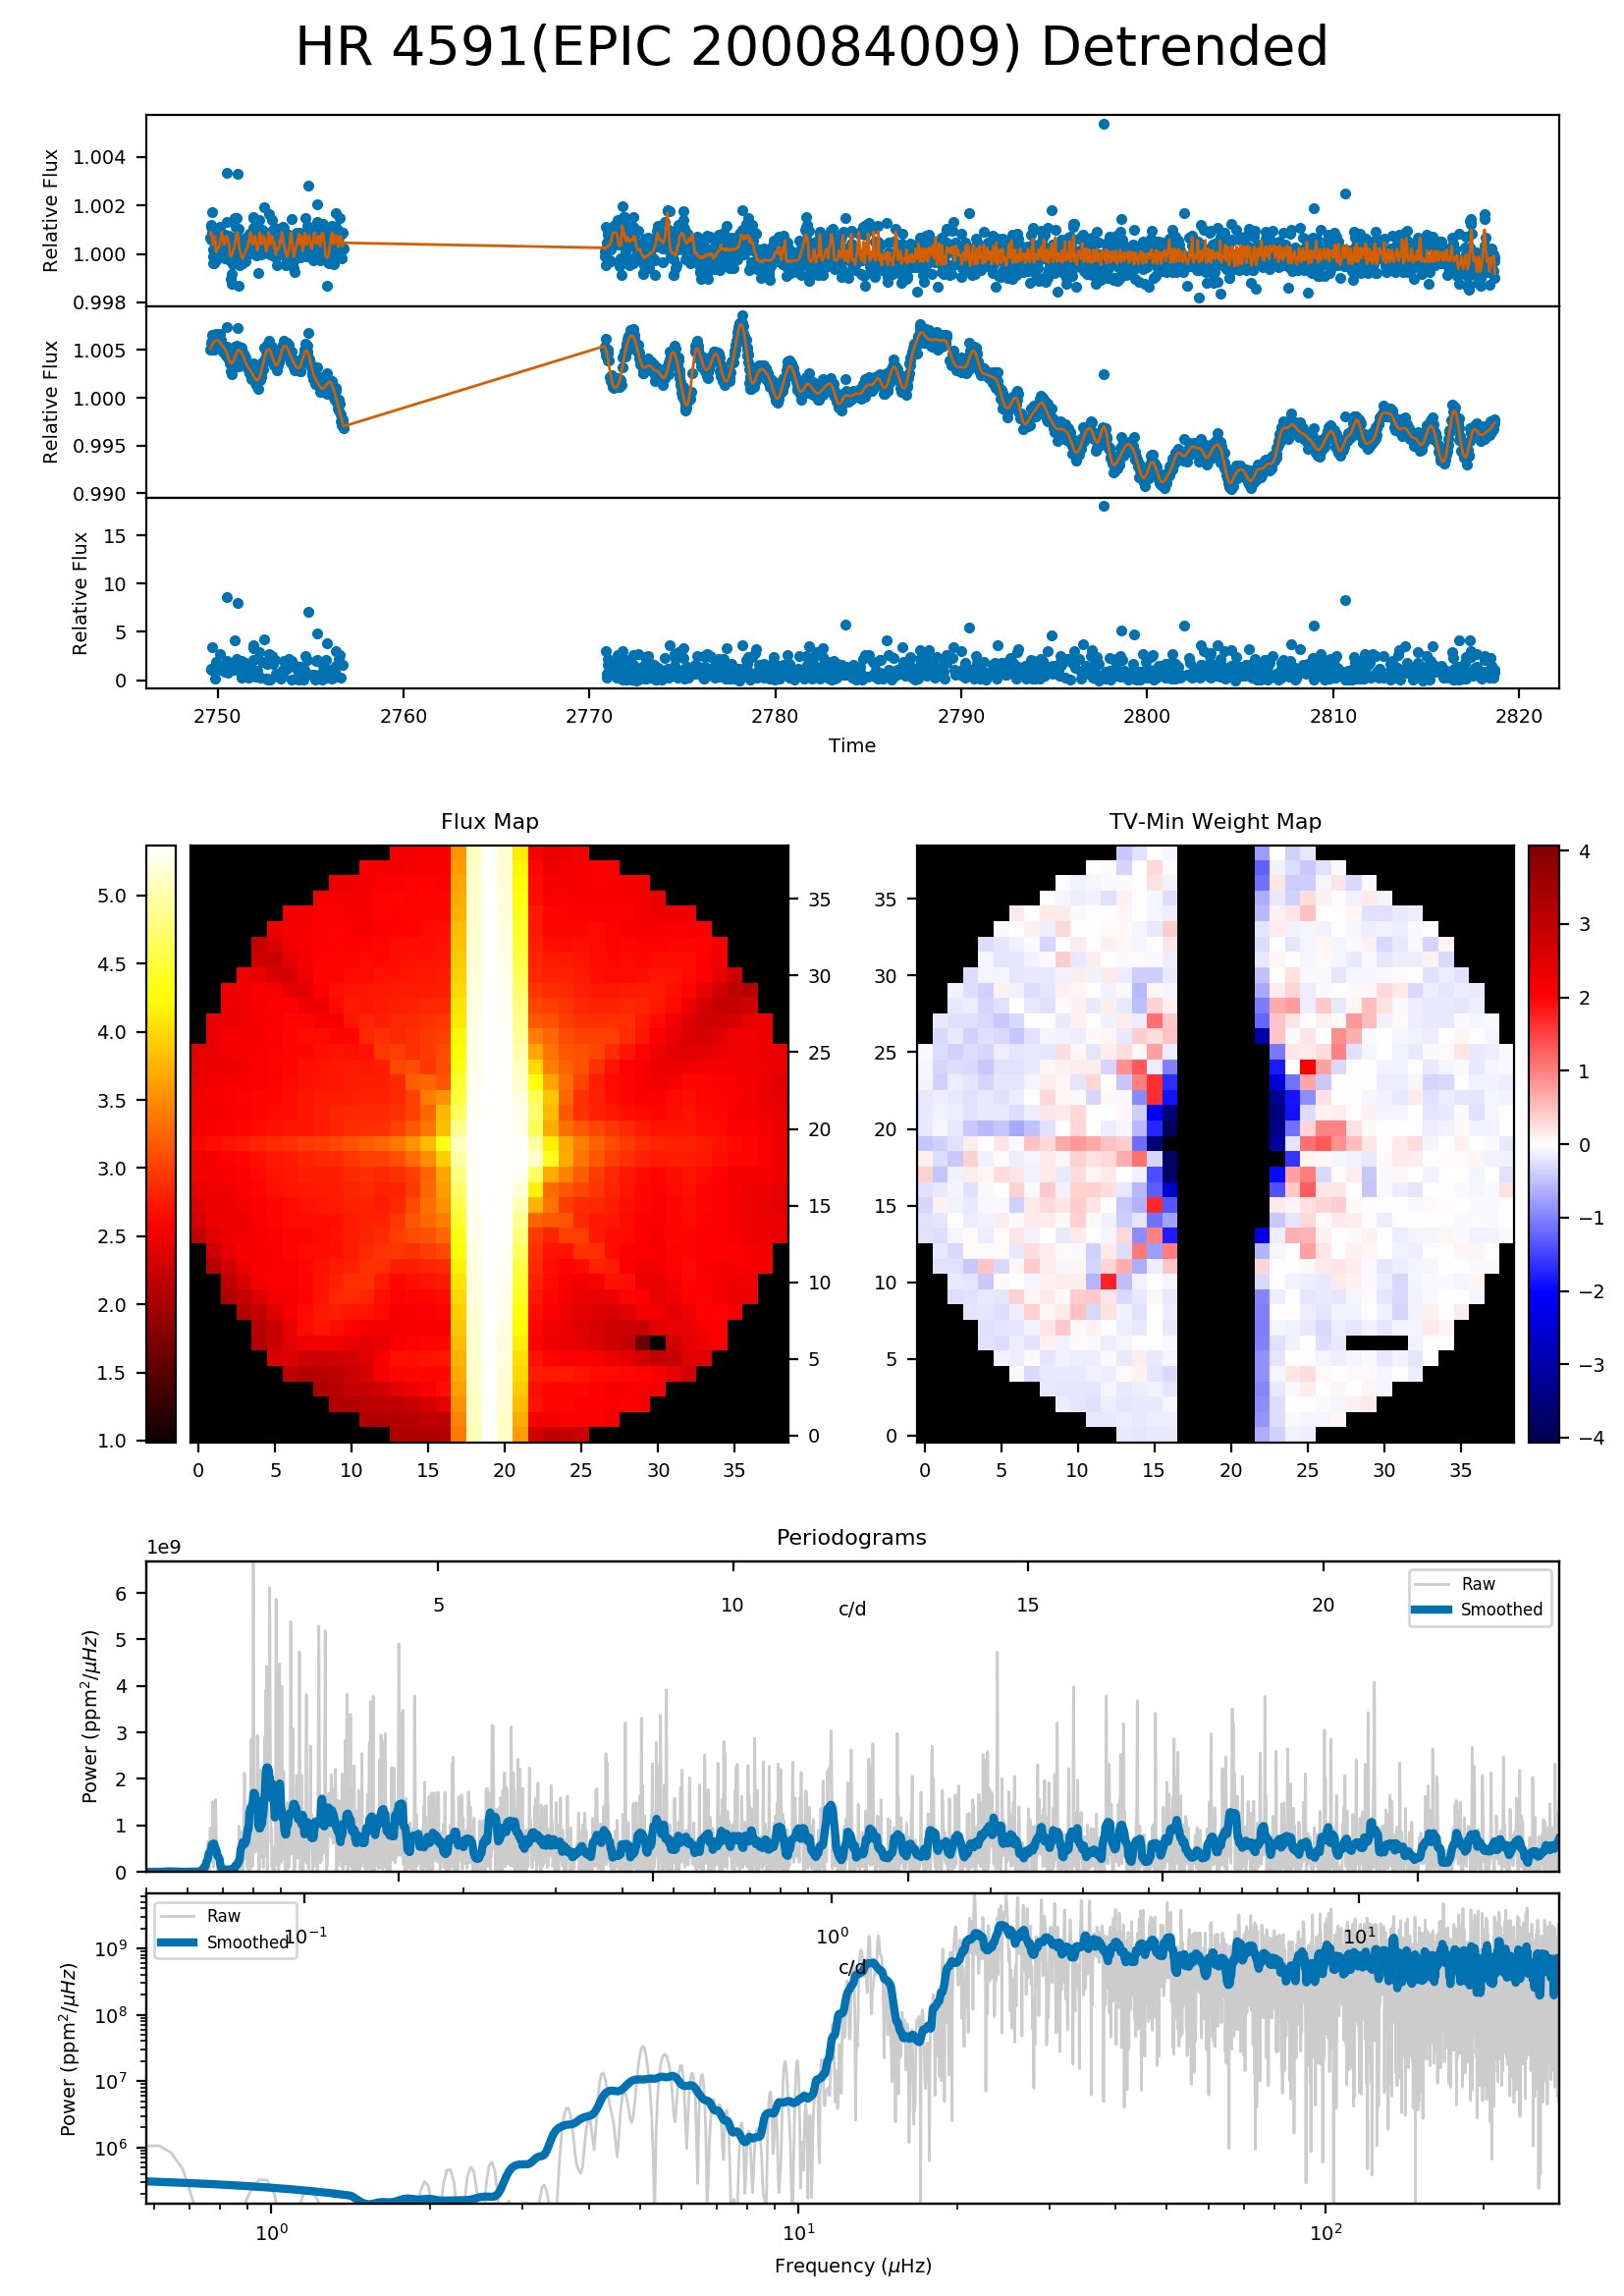 HR 4591(EPIC 200084009) Detrended
Relative Flux
1.004
1.002
1.000
0.998
Relative Flux
1.005
1.000
0.995
0.990
Relative Flux
15
10
5
0
2750 2760 2770 2780 2790 2800 2810 2820
Time
Flux Map
5.0
4.5
4.0
3.5
3.0
2.5
2.0
1.5
1.0
35
30
25
20
15
10
5
0
0 5 10 15 20 25 30 35
TV-Min Weight Map
35
30
25
20
15
10
5
0
0 5 10 15 20 25 30 35
4
3
2
1
0
−1
−2
−3
−4
Periodograms
1e9
Power (ppm²/μHz)
6
5
4
3
2
1
0
5 10 15 20
c/d
Raw
Smoothed
Power (ppm²/μHz)
10⁹
10⁸
10⁷
10⁶
Raw
Smoothed
10⁻¹ 10⁰ 10¹
c/d
10⁰ 10¹ 10²
Frequency (μHz)